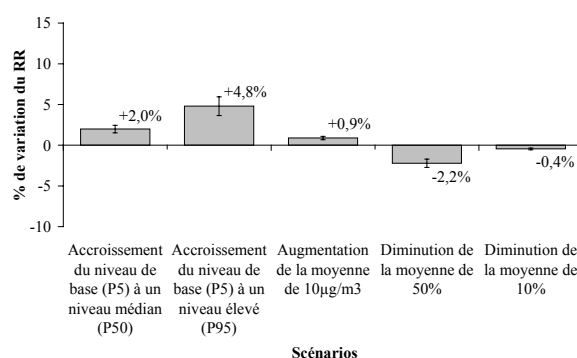 % de variation du RR
15
10
5
0
-5
-10
+2,0%
+4,8%
+0,9%
-2,2%
-0,4%
Accroissement
du niveau de
base (P5) à un
niveau médian
(P50)
Accroissement
du niveau de
base (P5) à un
niveau élevé
(P95)
Augmentation
de la moyenne
de 10µg/m3
Diminution de
la moyenne de
50%
Diminution de
la moyenne de
10%
Scénarios